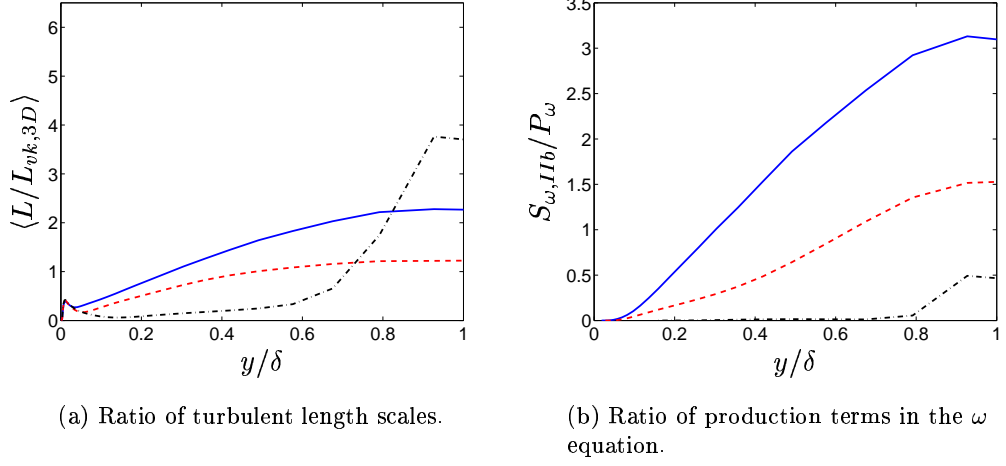 6
5
4
3
2
1
0
0 0.2 0.4 0.6 0.8 1
⟨L/L_{vk,3D}⟩
y/δ
(a) Ratio of turbulent length scales.
3.5
3
2.5
2
1.5
1
0.5
0
0 0.2 0.4 0.6 0.8 1
S_{ω,IIb}/P_ω
y/δ
(b) Ratio of production terms in the ω
equation.